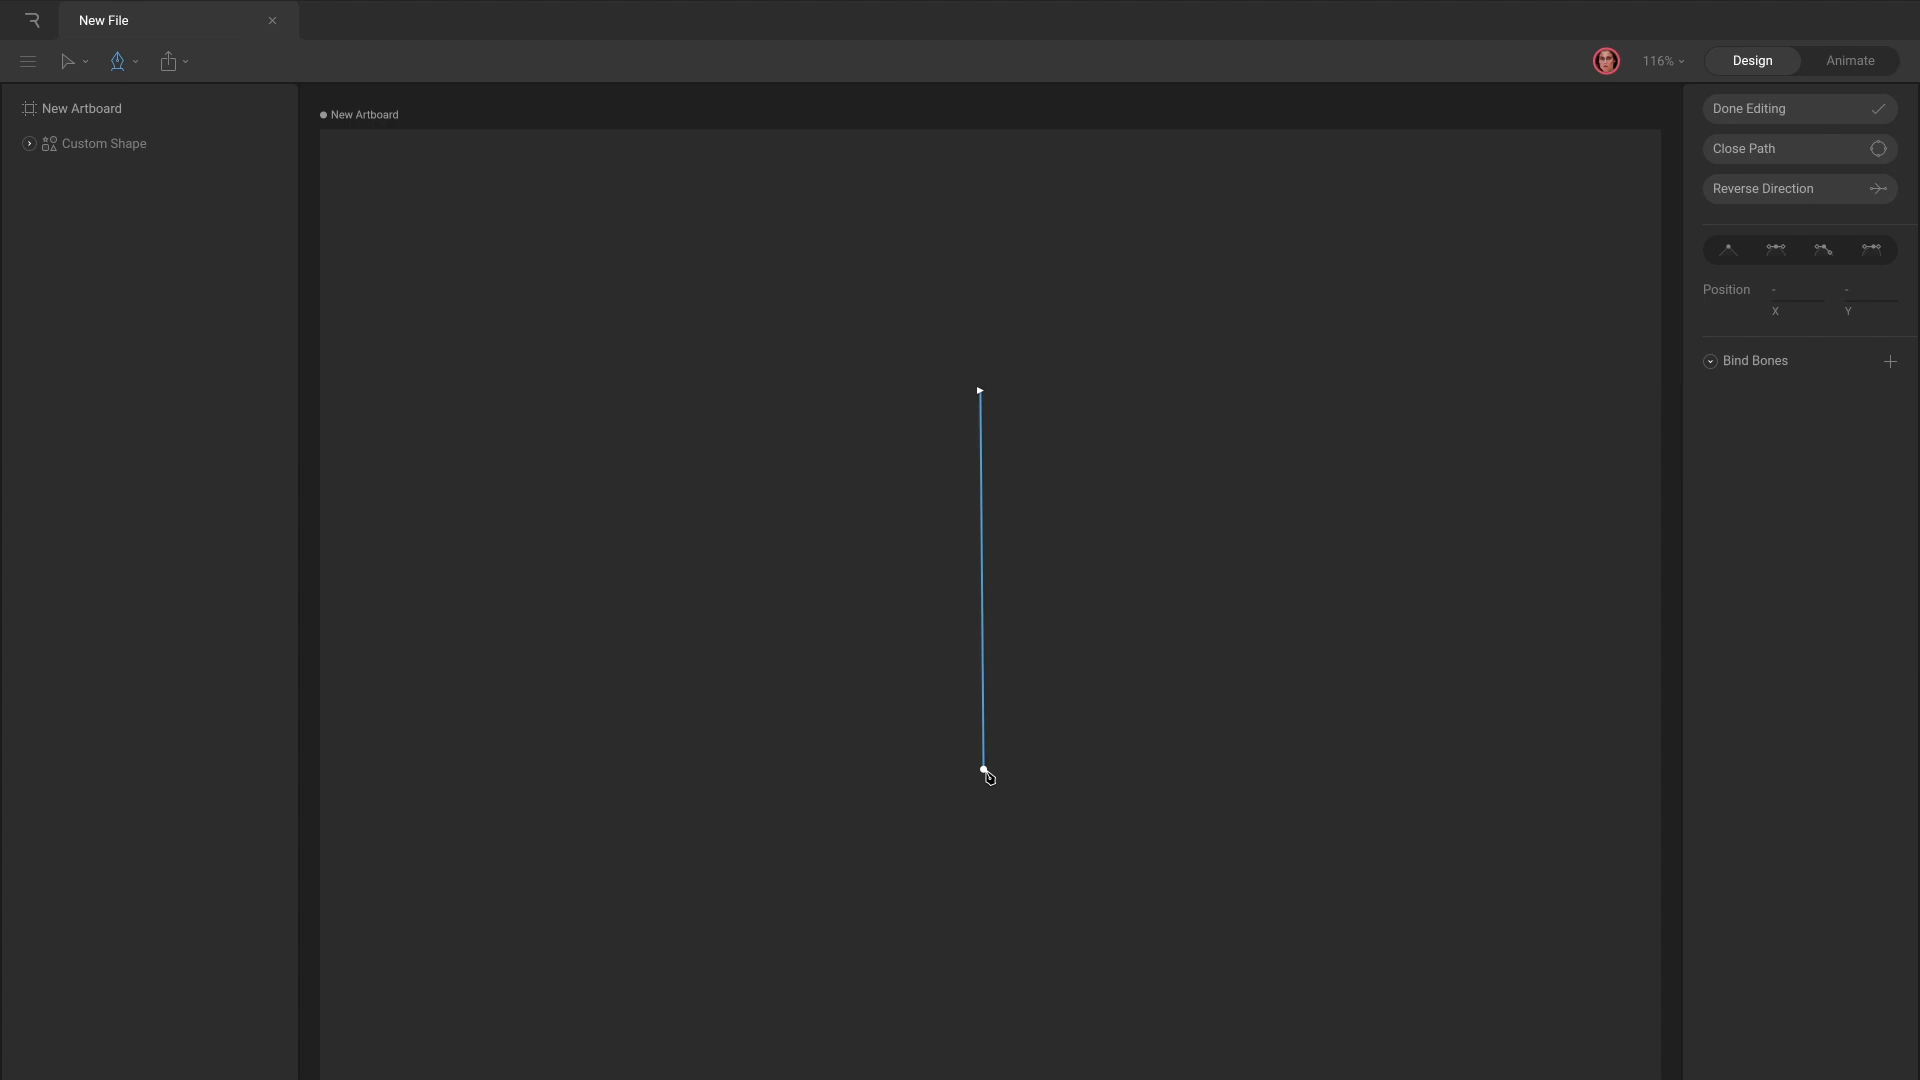 New File
116%
Design
Animate
New Artboard
Custom Shape
New Artboard
Done Editing
Close Path
Reverse Direction
Position - -
X Y
Bind Bones